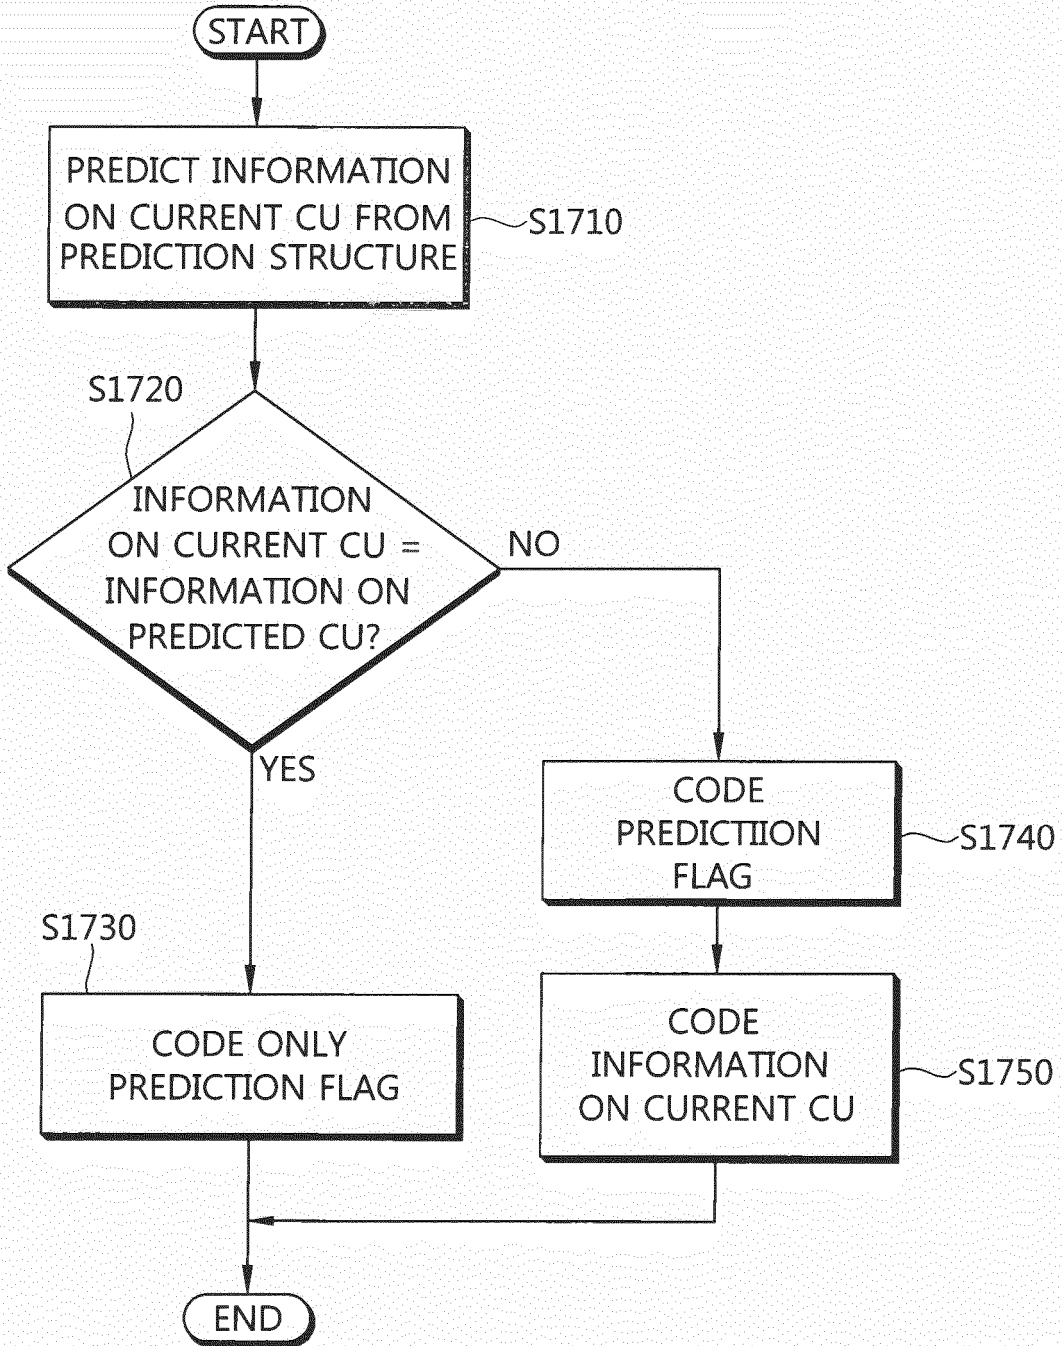 START
PREDICT INFORMATION
ON CURRENT CU FROM
PREDICTION STRUCTURE
S1710
S1720
INFORMATION
ON CURRENT CU =
INFORMATION ON
PREDICTED CU?
NO
YES
CODE
PREDICTIION
FLAG
S1740
S1730
CODE ONLY
PREDICTION FLAG
CODE
INFORMATION
ON CURRENT CU
S1750
END